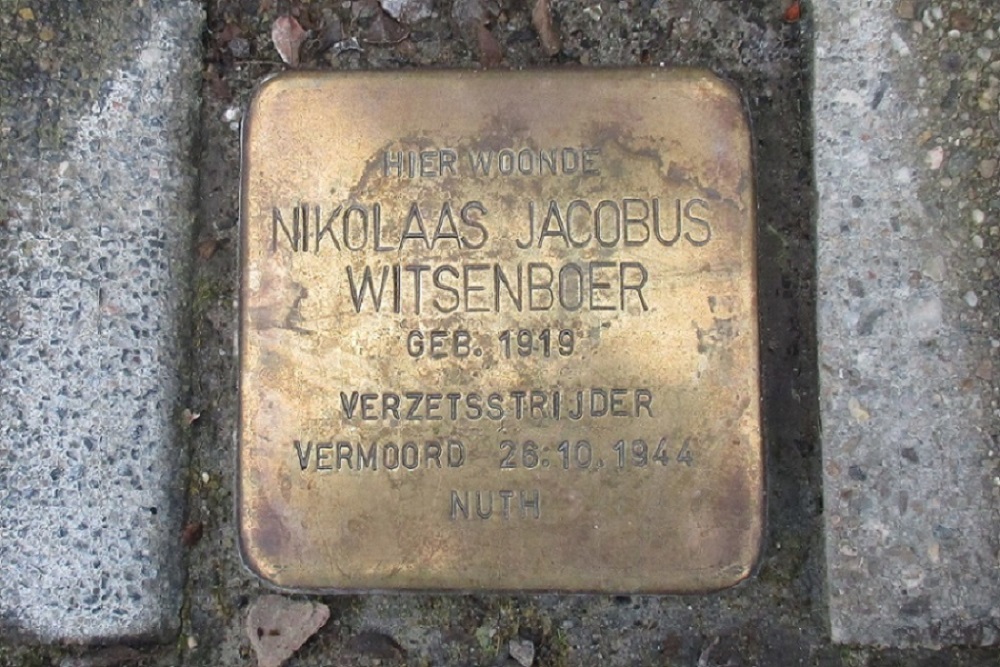 HIER WOONDE
NIKOLAAS JACOBUS
WITSENBOER
GEB. 1919
VERZETSSTRIJDER
VERMOORD 26.10.1944
NUTH